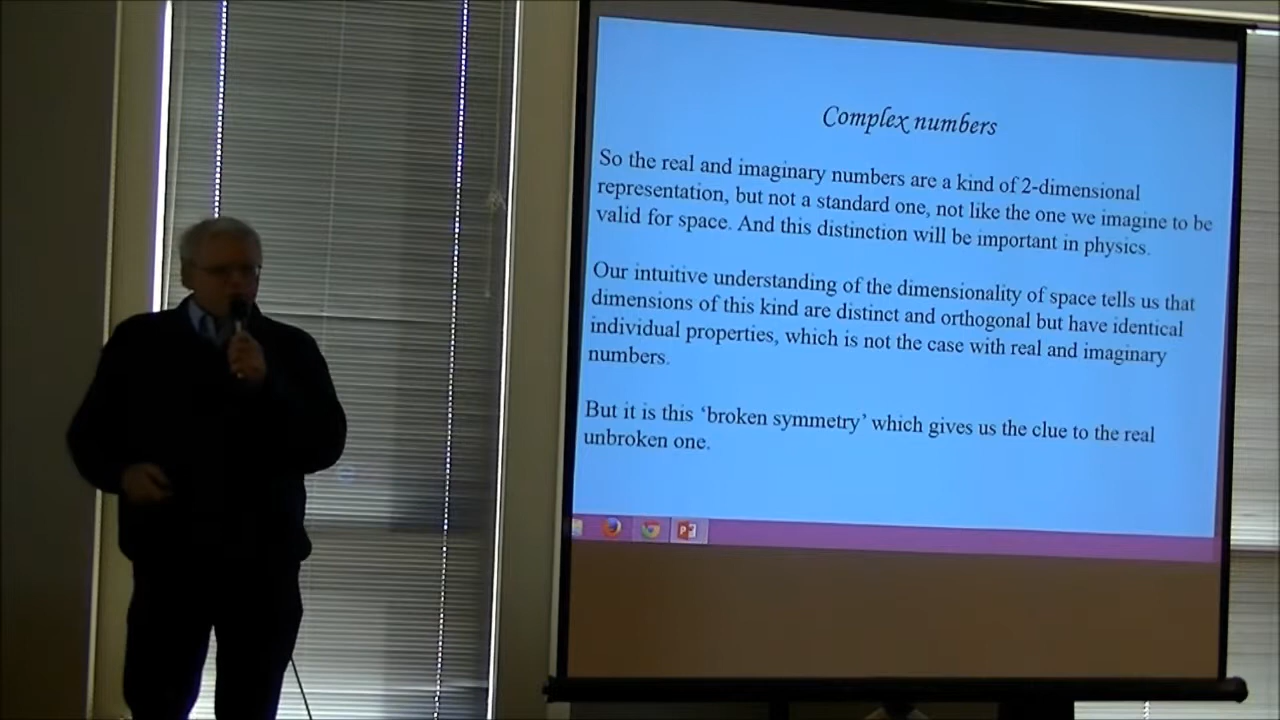 Complex numbers
So the real and imaginary numbers are a kind of 2-dimensional
representation, but not a standard one, not like the one we imagine to be
valid for space. And this distinction will be important in physics.
Our intuitive understanding of the dimensionality of space tells us that
dimensions of this kind are distinct and orthogonal but have identical
individual properties, which is not the case with real and imaginary
numbers.
But it is this ‘broken symmetry’ which gives us the clue to the real
unbroken one.